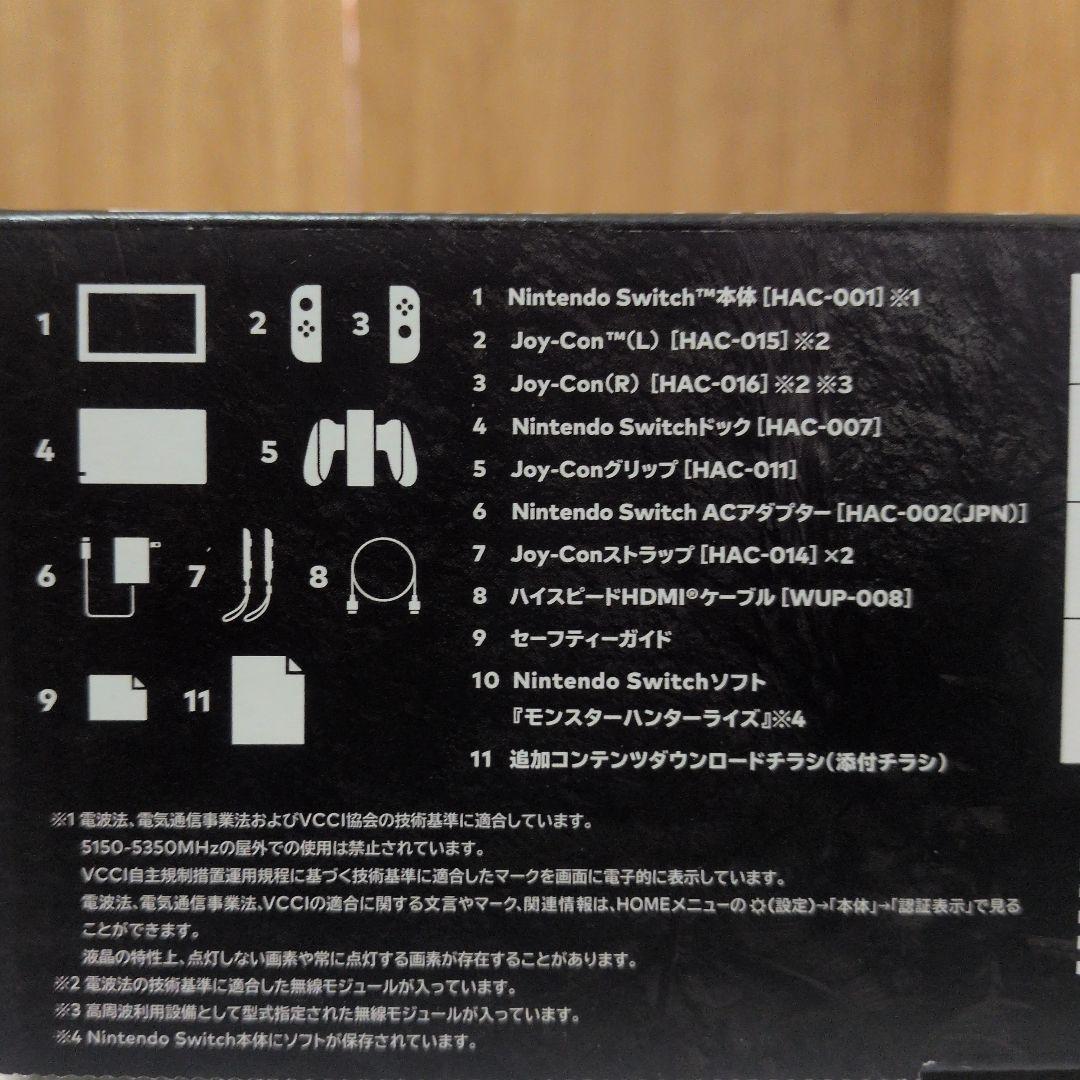 1
2
3
4
5
6
7
8
9
11
1 Nintendo Switch™本体[HAC-001]※1
2 Joy-Con™(L) [HAC-015]※2
3 Joy-Con(R) [HAC-016]※2 ※3
4 Nintendo Switchドック[HAC-007]
5 Joy-Conグリップ[HAC-011]
6 Nintendo Switch ACアダプター[HAC-002(JPN)]
7 Joy-Conストラップ[HAC-014]×2
8 ハイスピードHDMI®ケーブル[WUP-008]
9 セーフティーガイド
10 Nintendo Switchソフト
『モンスターハンターライズ』※4
11 追加コンテンツダウンロードチラシ(添付チラシ)
※1 電波法、電気通信事業法およびVCCI協会の技術基準に適合しています。
5150-5350MHzの屋外での使用は禁止されています。
VCCI自主規制措置運用規程に基づく技術基準に適合したマークを画面に電子的に表示しています。
電波法、電気通信事業法、VCCIの適合に関する文言やマーク、関連情報は、HOMEメニューの(設定)→「本体」→「認証表示」で見る
ことができます。
液晶の特性上、点灯しない画素や常に点灯する画素が存在することがあります。
※2 電波法の技術基準に適合した無線モジュールが入っています。
※3 高周波利用設備として型式指定された無線モジュールが入っています。
※4 Nintendo Switch本体にソフトが保存されています。